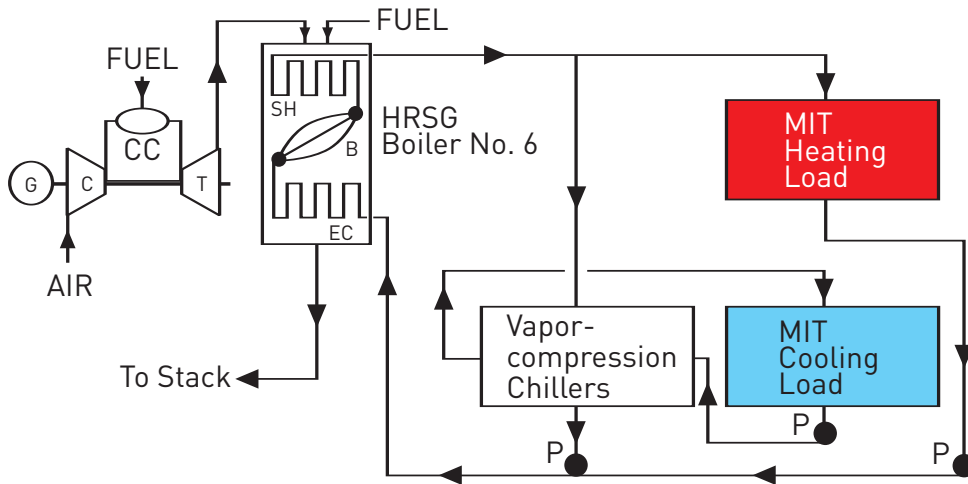 FUEL
FUEL
SH
HRSG
Boiler No. 6
B
CC
G
C
T
EC
AIR
To Stack
MIT
Heating
Load
Vapor-
compression
Chillers
MIT
Cooling
Load
P
P
P